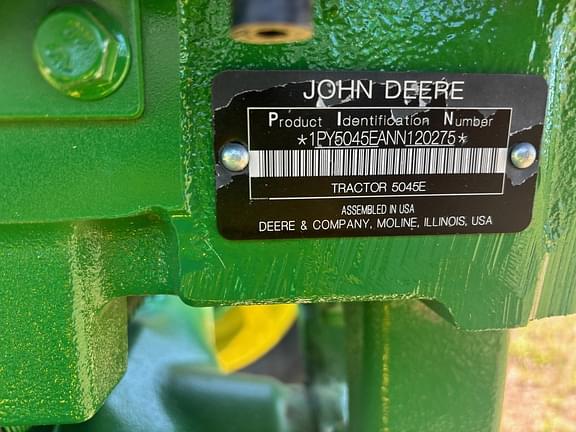 JOHN DEERE
Product Identification Number
*1PY5045EANN120275*
TRACTOR 5045E
ASSEMBLED IN USA
DEERE & COMPANY, MOLINE, ILLINOIS, USA